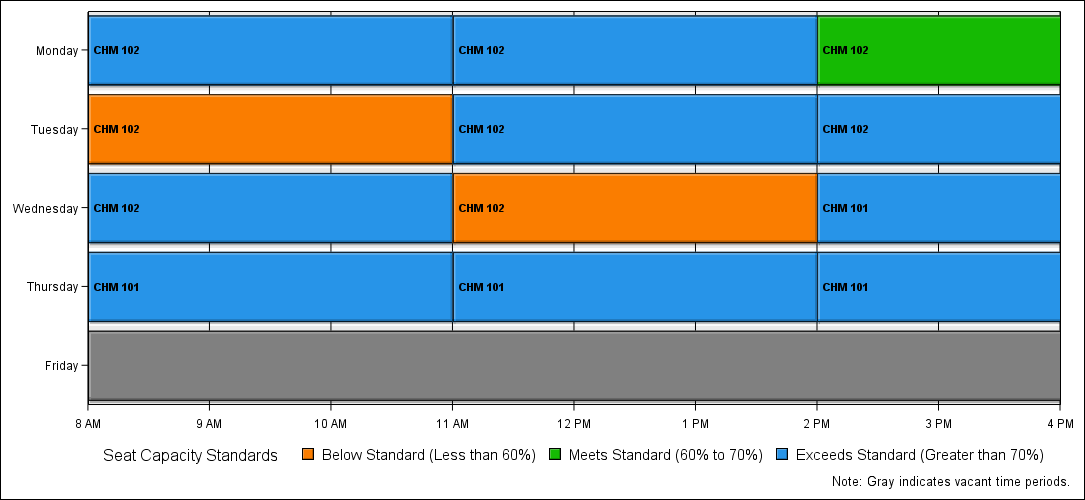 Monday CHM 102 CHM 102 CHM 102
Tuesday CHM 102 CHM 102 CHM 102
Wednesday CHM 102 CHM 102 CHM 101
Thursday CHM 101 CHM 101 CHM 101
Friday
8 AM 9 AM 10 AM 11 AM 12 PM 1 PM 2 PM 3 PM 4 PM
Seat Capacity Standards Below Standard (Less than 60%) Meets Standard (60% to 70%) Exceeds Standard (Greater than 70%)
Note: Gray indicates vacant time periods.